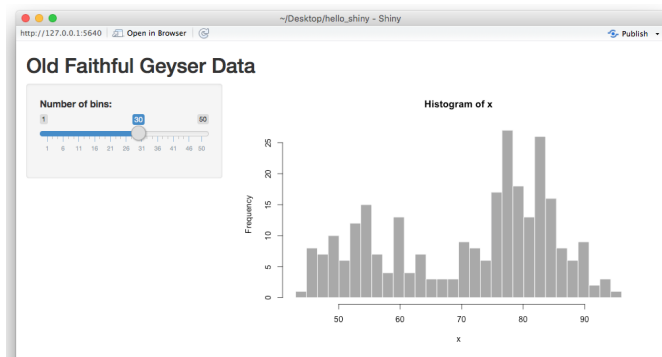 ~/Desktop/hello_shiny - Shiny
http://127.0.0.1:5640 Open in Browser Publish
Old Faithful Geyser Data
Number of bins:
1 30 50
1 6 11 16 21 26 31 36 41 46 50
Histogram of x
Frequency
25
20
15
10
5
0
50 60 70 80 90
x